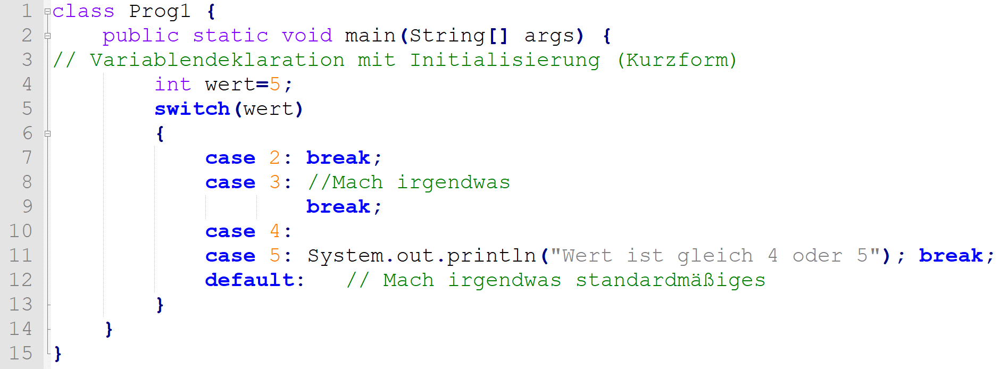 1 class Prog1 {
2 public static void main(String[] args) {
3 // Variablendeklaration mit Initialisierung (Kurzform)
4 int wert=5;
5 switch(wert)
6 {
7 case 2: break;
8 case 3: //Mach irgendwas
9 break;
10 case 4:
11 case 5: System.out.println("Wert ist gleich 4 oder 5"); break;
12 default: // Mach irgendwas standardmäßiges
13 }
14 }
15 }